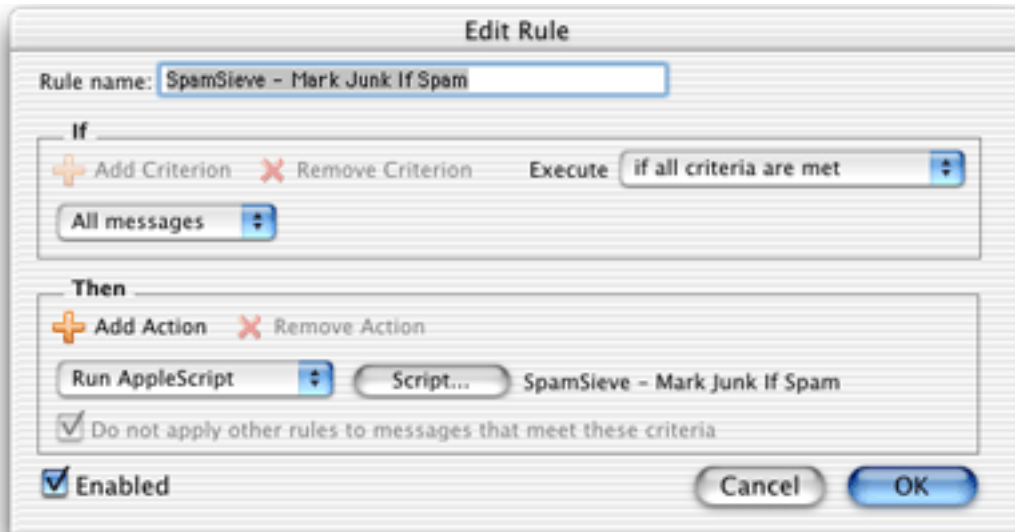 Edit Rule
Rule name: SpamSieve - Mark Junk If Spam
If
Add Criterion Remove Criterion Execute if all criteria are met
All messages
Then
Add Action Remove Action
Run AppleScript Script... SpamSieve - Mark Junk If Spam
Do not apply other rules to messages that meet these criteria
Enabled Cancel OK